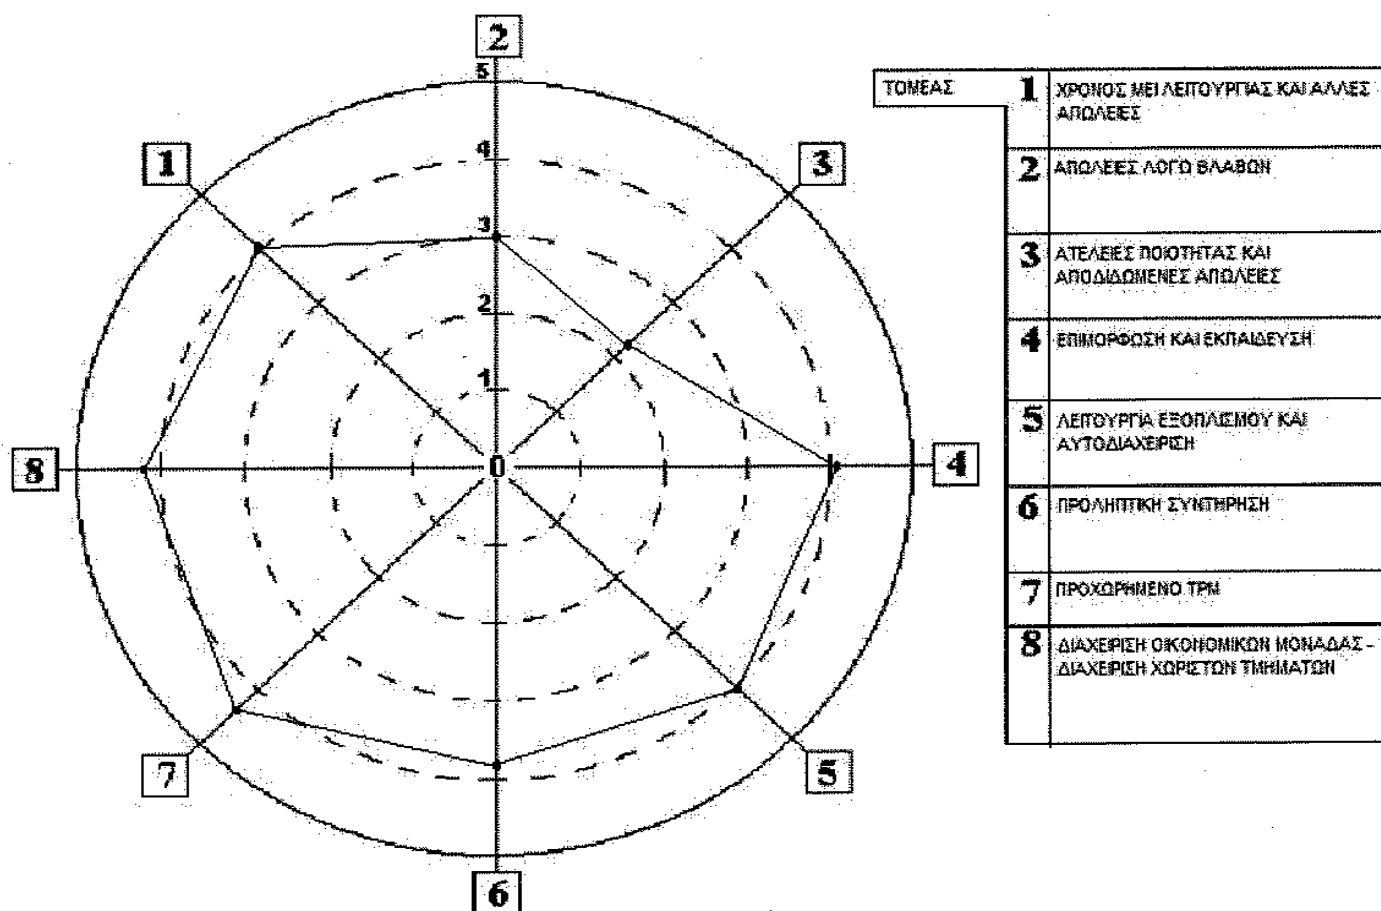 2
5
4
3
2
1
0
1
3
8
4
7
5
6
ΤΟΜΕΑΣ
1 ΧΡΟΝΟΣ ΜΕΙ ΛΕΙΤΟΥΡΓΙΑΣ ΚΑΙ ΑΛΛΕΣ
ΑΠΩΛΕΙΕΣ
2 ΑΠΩΛΕΙΕΣ ΛΟΓΩ ΒΛΑΒΩΝ
3 ΑΤΕΛΕΙΕΣ ΠΟΙΟΤΗΤΑΣ ΚΑΙ
ΑΠΟΔΙΔΩΜΕΝΕΣ ΑΠΩΛΕΙΕΣ
4 ΕΠΙΜΟΡΦΩΣΗ ΚΑΙ ΕΚΠΑΙΔΕΥΣΗ
5 ΛΕΙΤΟΥΡΓΙΑ ΕΞΟΠΛΙΣΜΟΥ ΚΑΙ
ΑΥΤΟΔΙΑΧΕΙΡΙΣΗ
6 ΠΡΟΛΗΠΤΙΚΗ ΣΥΝΤΗΡΗΣΗ
7 ΠΡΟΧΩΡΗΜΕΝΟ ΤΡΜ
8 ΔΙΑΧΕΙΡΙΣΗ ΟΙΚΟΝΟΜΙΚΩΝ ΜΟΝΑΔΑΣ -
ΔΙΑΧΕΙΡΙΣΗ ΧΩΡΙΣΤΩΝ ΤΜΗΜΑΤΩΝ